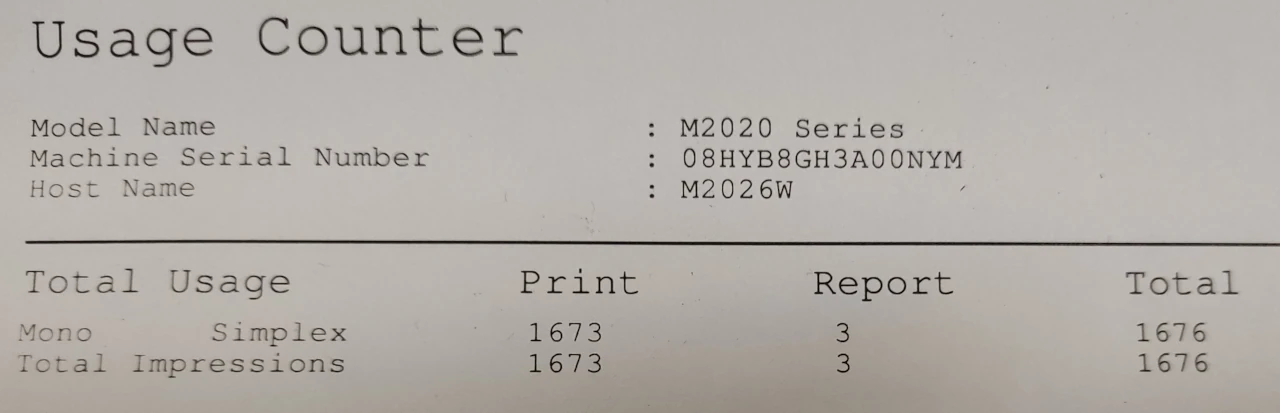 Usage Counter
Model Name : M2020 Series
Machine Serial Number : 08HYB8GH3A00NYM
Host Name : M2026W
Total Usage Print Report Total
Mono Simplex 1673 3 1676
Total Impressions 1673 3 1676